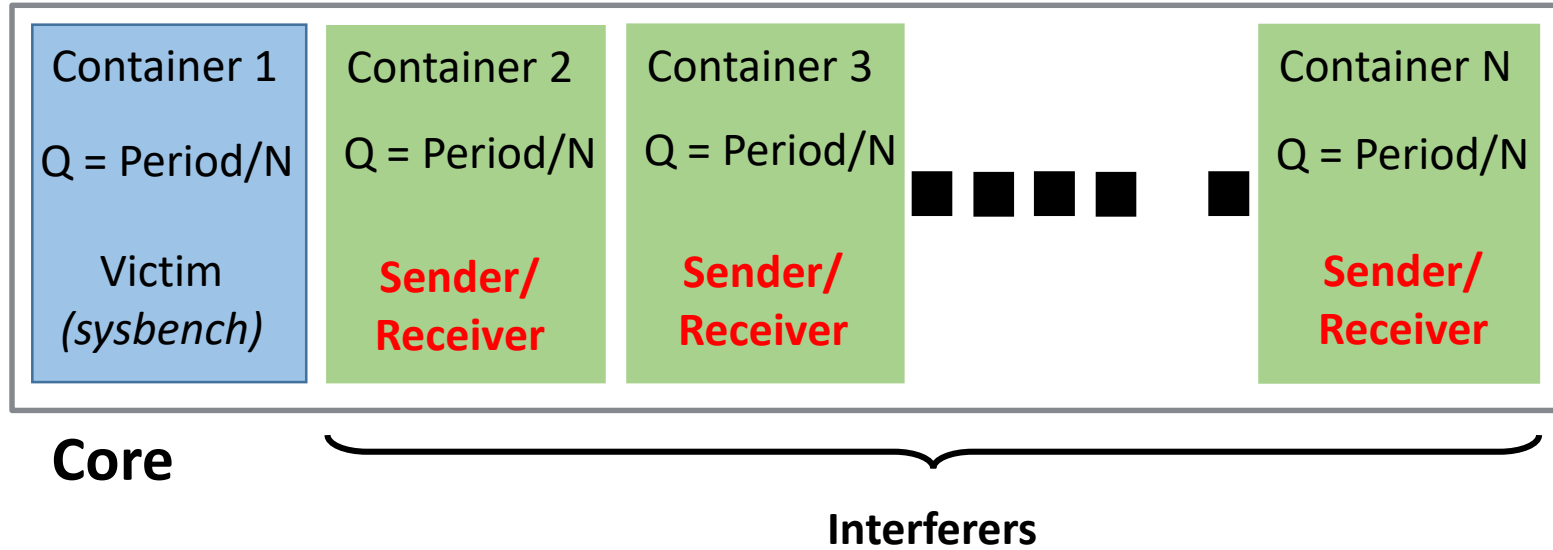 Container 1
Q = Period/N
Victim
(sysbench)
Container 2
Q = Period/N
Sender/
Receiver
Container 3
Q = Period/N
Sender/
Receiver
Container N
Q = Period/N
Sender/
Receiver
Core
Interferers